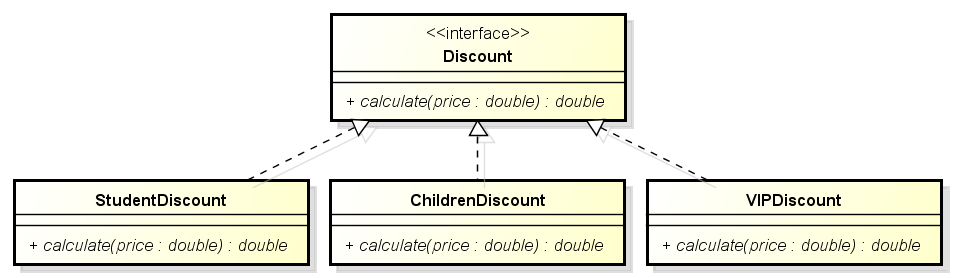 <<interface>>
Discount
+ calculate(price : double) : double
StudentDiscount
+ calculate(price : double) : double
ChildrenDiscount
+ calculate(price : double) : double
VIPDiscount
+ calculate(price : double) : double